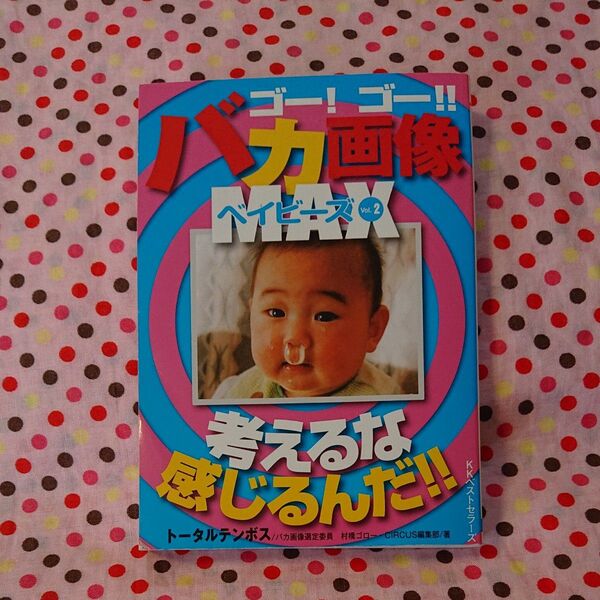 ゴー! ゴー!!
バカ画像
MAX
ベイビーズ Vol.2
考えるな
感じるんだ!!
トータルテンボス/バカ画像選定委員 村橋ゴロー・CIRCUS編集部/著
KKベストセラーズ